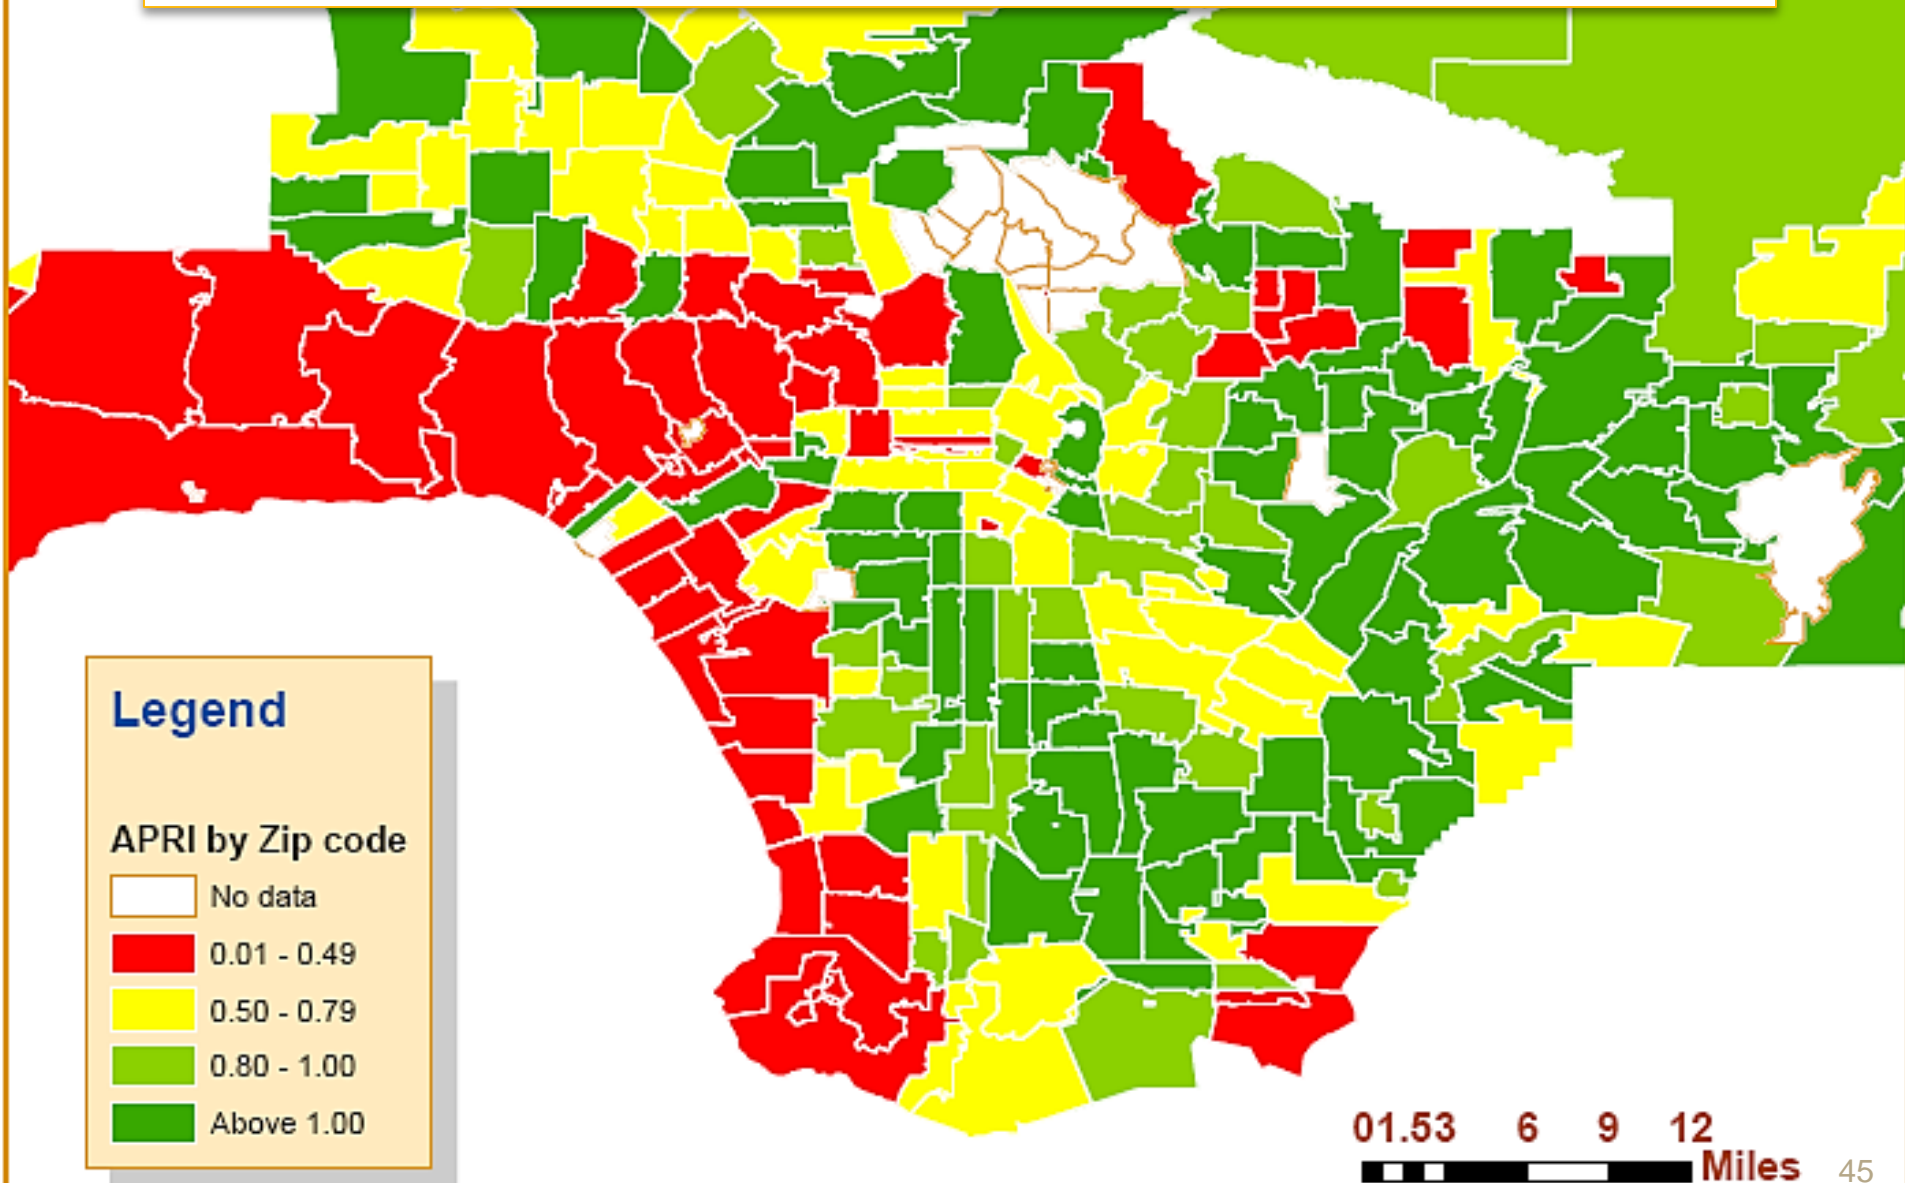 Legend
APRI by Zip code
No data
0.01 - 0.49
0.50 - 0.79
0.80 - 1.00
Above 1.00
01.53 6 9 12
Miles
45